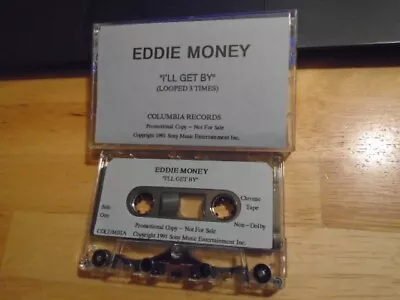 EDDIE MONEY
"I'LL GET BY"
(LOOPED 3 TIMES)
COLUMBIA RECORDS
Promotional Copy - Not For Sale
Copyright 1991 Sony Music Entertainment Inc.
EDDIE MONEY
"I'LL GET BY"
Side One
Chrome Tape
Promotional Copy - Not For Sale
Non-Dolby
COLUMBIA Copyright 1991 Sony Music Entertainment Inc.